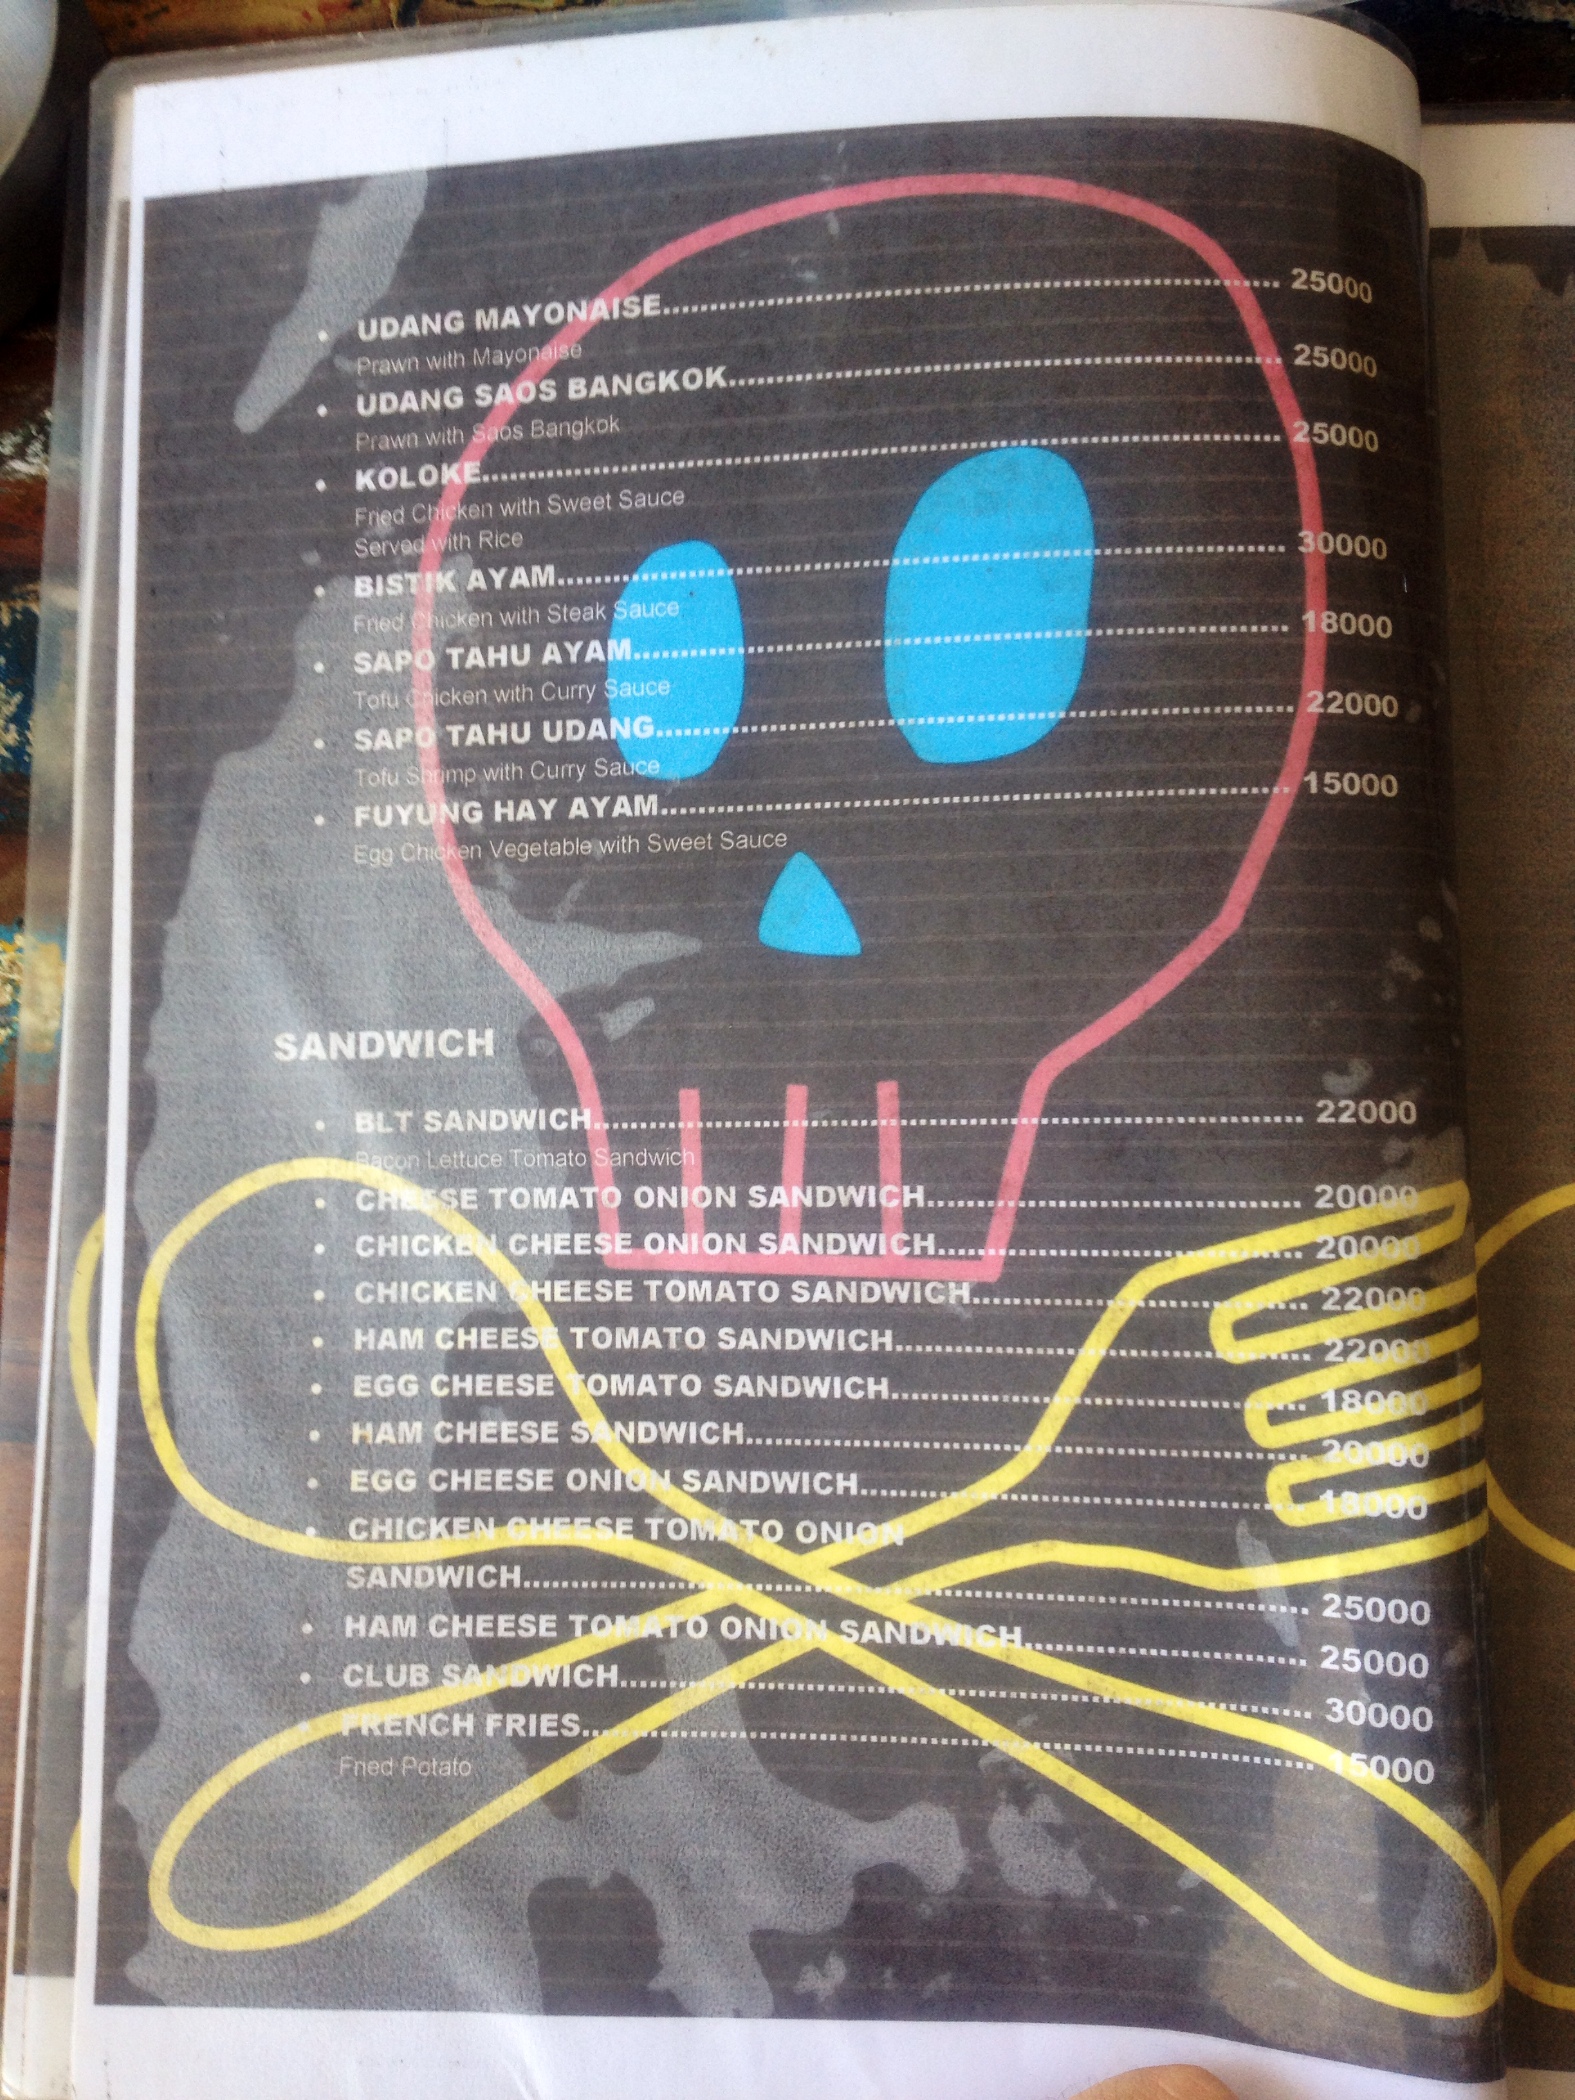 • UDANG MAYONAISE.......... 25000
Prawn with Mayonaise
• UDANG SAOS BANGKOK.......... 25000
Prawn with Saos Bangkok
• KOLOKE.......... 25000
Fried Chicken with Sweet Sauce
Served with Rice
• BISTIK AYAM.......... 30000
Fried Chicken with Steak Sauce
• SAPO TAHU AYAM.......... 18000
Tofu Chicken with Curry Sauce
• SAPO TAHU UDANG.......... 22000
Tofu Shrimp with Curry Sauce
• FUYUNG HAY AYAM.......... 15000
Egg Chicken Vegetable with Sweet Sauce
SANDWICH
• BLT SANDWICH.......... 22000
Bacon Lettuce Tomato Sandwich
• CHEESE TOMATO ONION SANDWICH.......... 20000
• CHICKEN CHEESE ONION SANDWICH.......... 20000
• CHICKEN CHEESE TOMATO SANDWICH.......... 22000
• HAM CHEESE TOMATO SANDWICH.......... 22000
• EGG CHEESE TOMATO SANDWICH.......... 18000
• HAM CHEESE SANDWICH.......... 20000
• EGG CHEESE ONION SANDWICH.......... 18000
• CHICKEN CHEESE TOMATO ONION
SANDWICH.......... 25000
• HAM CHEESE TOMATO ONION SANDWICH.......... 25000
• CLUB SANDWICH.......... 30000
• FRENCH FRIES.......... 15000
Fried Potato